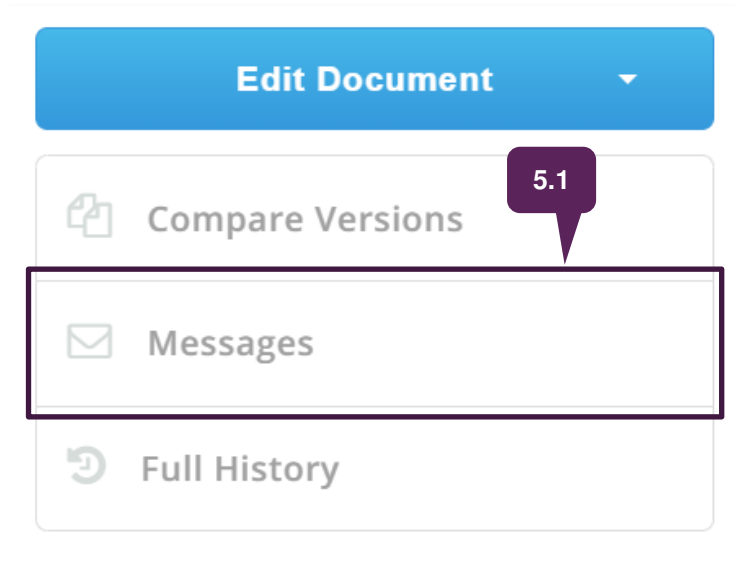 Edit Document
5.1
Compare Versions
Messages
Full History